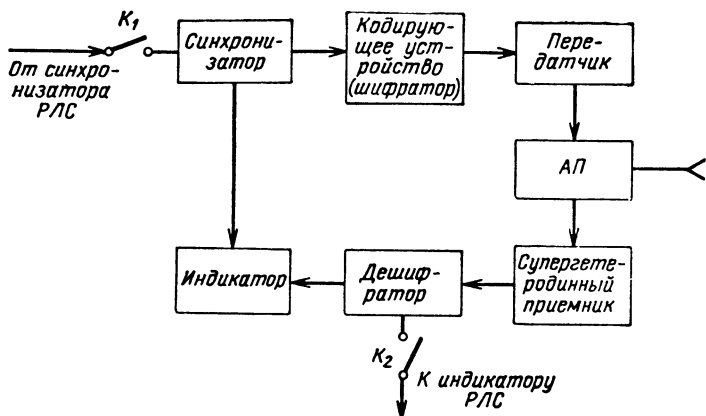 K₁
От синхро-
низатора
РЛС
Синхрони-
затор
Кодирую-
щее уст-
ройство
(шифратор)
Пере-
датчик
АП
Супергете-
родинный
приемник
Дешиф-
ратор
Индикатор
K₂
К индикатору
РЛС